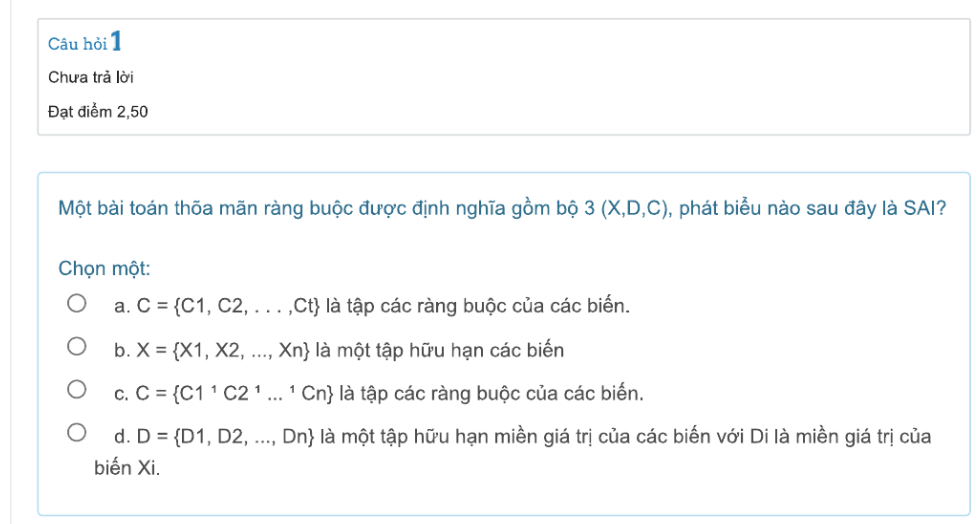 Câu hỏi 1
Chưa trả lời
Đạt điểm 2,50
Một bài toán thõa mãn ràng buộc được định nghĩa gồm bộ 3 (X,D,C), phát biểu nào sau đây là SAI?
Chọn một:
a. C = {C1, C2, . . . ,Ct} là tập các ràng buộc của các biến.
b. X = {X1, X2, ..., Xn} là một tập hữu hạn các biến
c. C = {C1 ¹ C2 ¹ ... ¹ Cn} là tập các ràng buộc của các biến.
d. D = {D1, D2, ..., Dn} là một tập hữu hạn miền giá trị của các biến với Di là miền giá trị của
biến Xi.